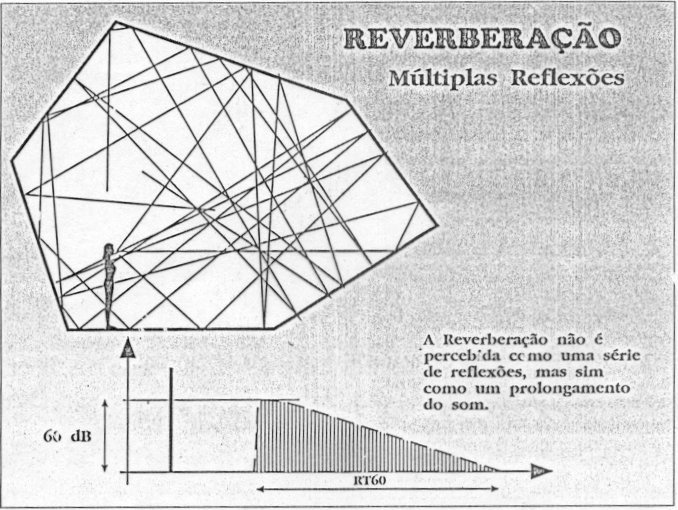 REVERBERAÇÃO
Múltiplas Reflexões
A Reverberação não é
percebida como uma série
de reflexões, mas sim
como um prolongamento
do som.
60 dB
RT60